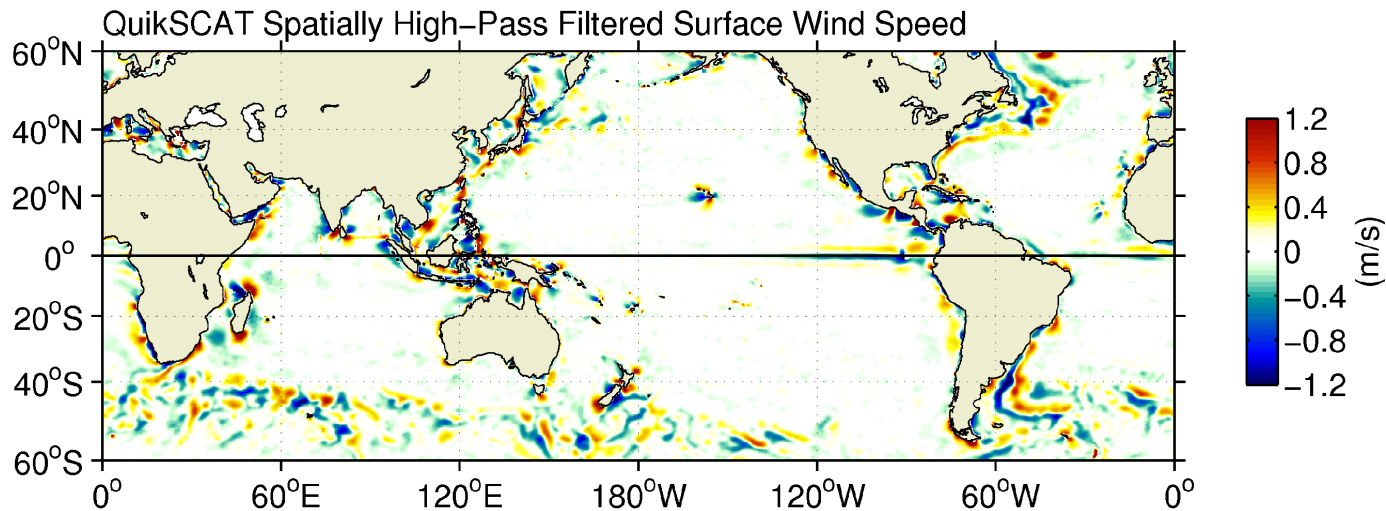 QuikSCAT Spatially High−Pass Filtered Surface Wind Speed
60°N
40°N
20°N
0°
20°S
40°S
60°S
0° 60°E 120°E 180°W 120°W 60°W 0°
1.2
0.8
0.4
0
−0.4
−0.8
−1.2
(m/s)